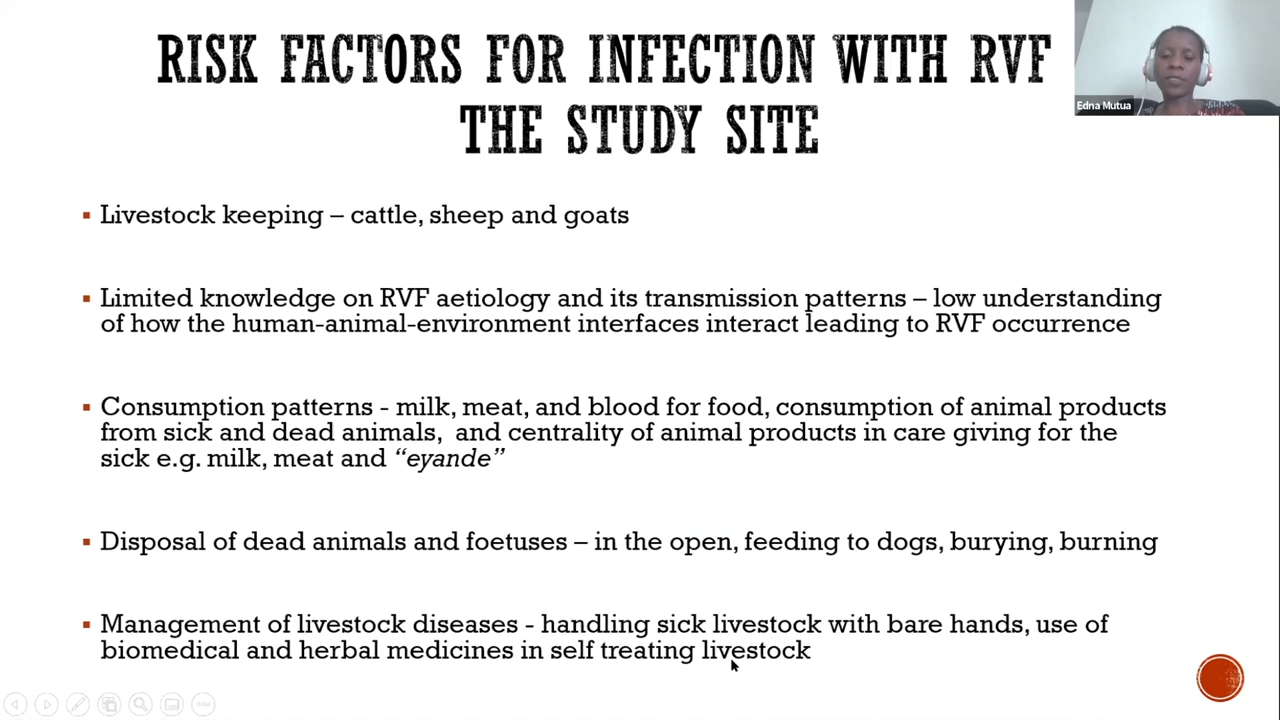 RISK FACTORS FOR INFECTION WITH RVF
THE STUDY SITE
Edna Mutua
▪ Livestock keeping – cattle, sheep and goats
▪ Limited knowledge on RVF aetiology and its transmission patterns – low understanding
of how the human-animal-environment interfaces interact leading to RVF occurrence
▪ Consumption patterns - milk, meat, and blood for food, consumption of animal products
from sick and dead animals, and centrality of animal products in care giving for the
sick e.g. milk, meat and “eyande”
▪ Disposal of dead animals and foetuses – in the open, feeding to dogs, burying, burning
▪ Management of livestock diseases - handling sick livestock with bare hands, use of
biomedical and herbal medicines in self treating livestock